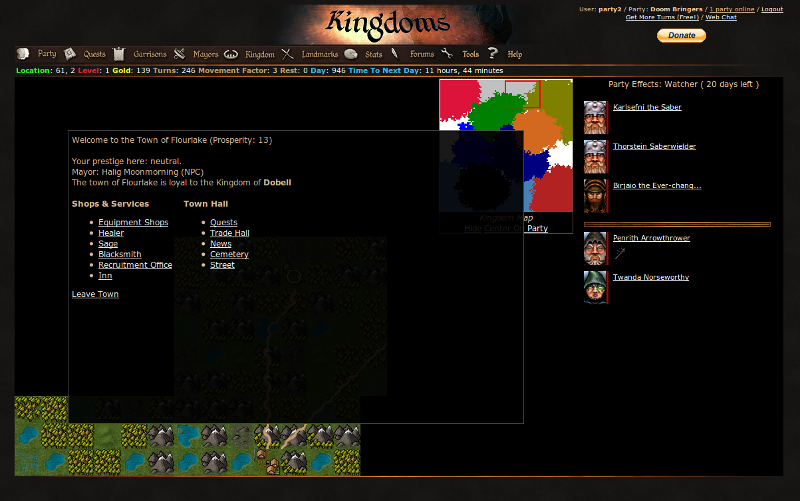 Kingdoms
User: party2 / Party: Doom Bringers / 1 party online / Logout
Get More Turns (Free!) / Web Chat
Donate
Party Quests Garrisons Mayors Kingdom Landmarks Stats Forums Tools Help
Location: 61, 2 Level: 1 Gold: 139 Turns: 246 Movement Factor: 3 Rest: 0 Day: 946 Time To Next Day: 11 hours, 44 minutes
Party Effects: Watcher ( 20 days left )
Karlsefni the Saber
Thorstein Saberwielder
Birjaio the Ever-chang...
Penrith Arrowthrower
Twanda Norseworthy
Kingdom Map
Hide Center On Party
Welcome to the Town of Flourlake (Prosperity: 13)
Your prestige here: neutral.
Mayor: Halig Moonmorning (NPC)
The town of Flourlake is loyal to the Kingdom of Dobell
Shops & Services
Equipment Shops
Healer
Sage
Blacksmith
Recruitment Office
Inn
Town Hall
Quests
Trade Hall
News
Cemetery
Street
Leave Town